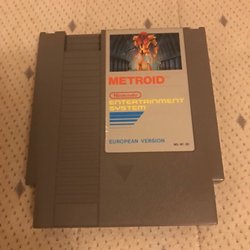 METROID
Nintendo
ENTERTAINMENT
SYSTEM
EUROPEAN VERSION